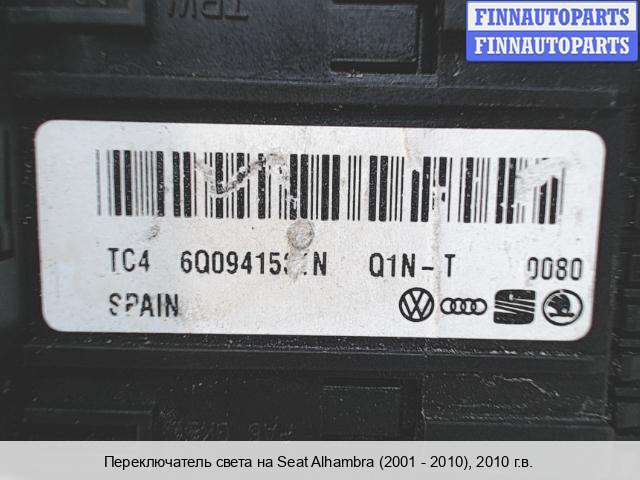 FINNAUTOPARTS
FINNAUTOPARTS
TC4 Q1N-T 0080
SPAIN
Переключатель света на Seat Alhambra (2001 - 2010), 2010 г.в.